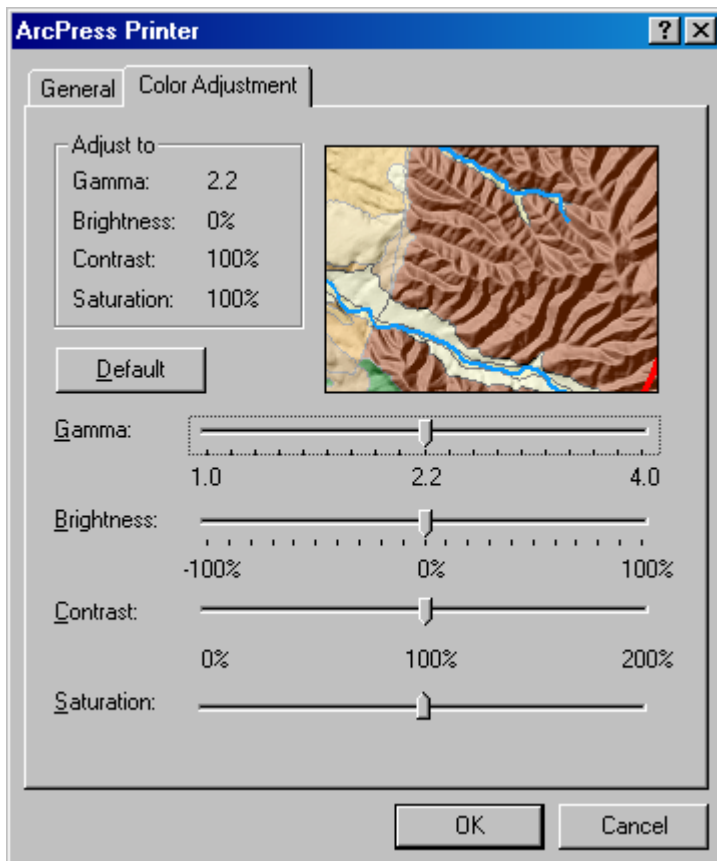 ArcPress Printer
General
Color Adjustment
Adjust to
Gamma: 2.2
Brightness: 0%
Contrast: 100%
Saturation: 100%
Default
Gamma:
1.0 2.2 4.0
Brightness:
-100% 0% 100%
Contrast:
0% 100% 200%
Saturation:
OK
Cancel